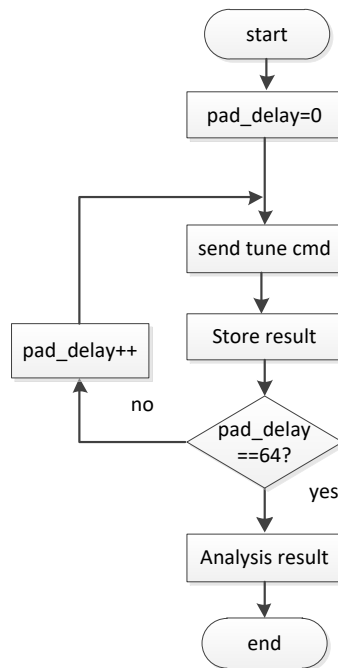 start
pad_delay=0
send tune cmd
Store result
pad_delay++
no
pad_delay
==64?
yes
Analysis result
end